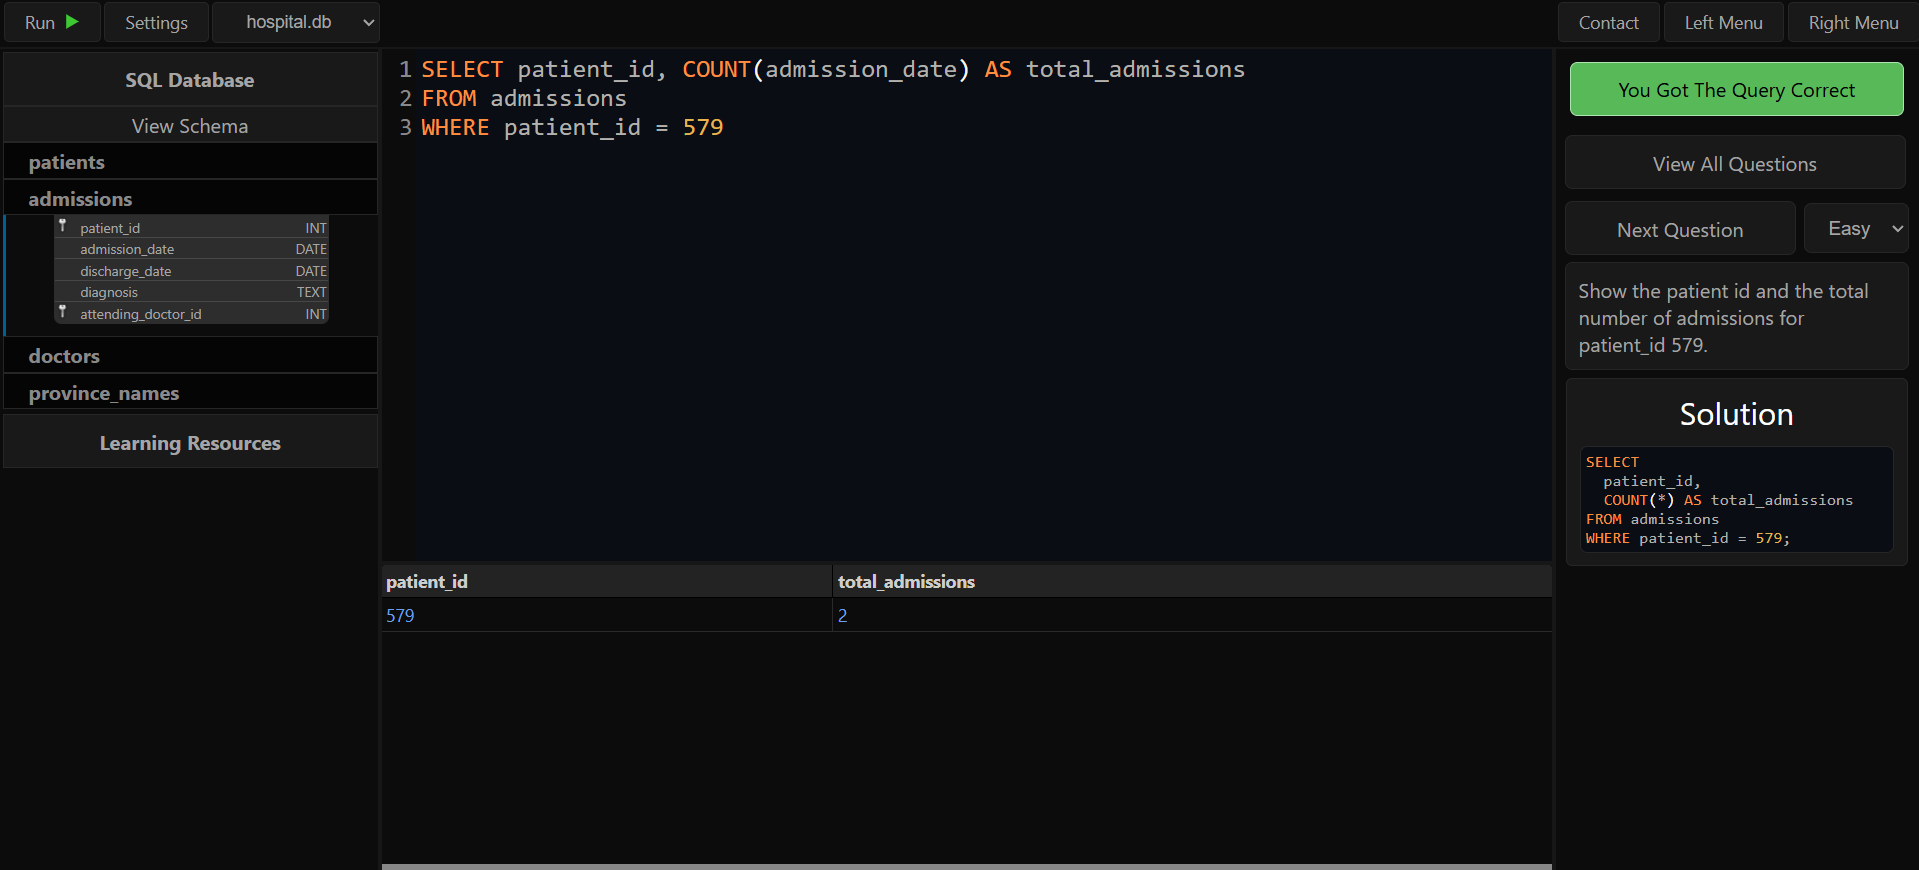 Run
Settings
hospital.db
Contact
Left Menu
Right Menu
SQL Database
View Schema
patients
admissions
patient_id INT
admission_date DATE
discharge_date DATE
diagnosis TEXT
attending_doctor_id INT
doctors
province_names
Learning Resources
1 SELECT patient_id, COUNT(admission_date) AS total_admissions
2 FROM admissions
3 WHERE patient_id = 579
patient_id total_admissions
579 2
You Got The Query Correct
View All Questions
Next Question
Easy
Show the patient id and the total
number of admissions for
patient_id 579.
Solution
SELECT
patient_id,
COUNT(*) AS total_admissions
FROM admissions
WHERE patient_id = 579;